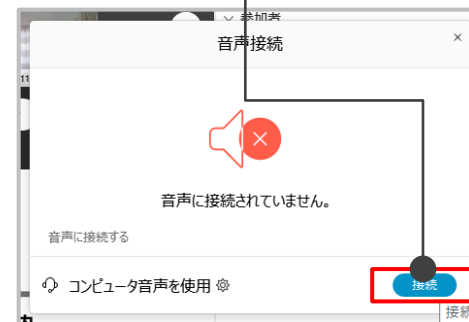 参加者
音声接続
×
11
音声に接続されていません。
音声に接続する
コンピュータ音声を使用
接続
接続